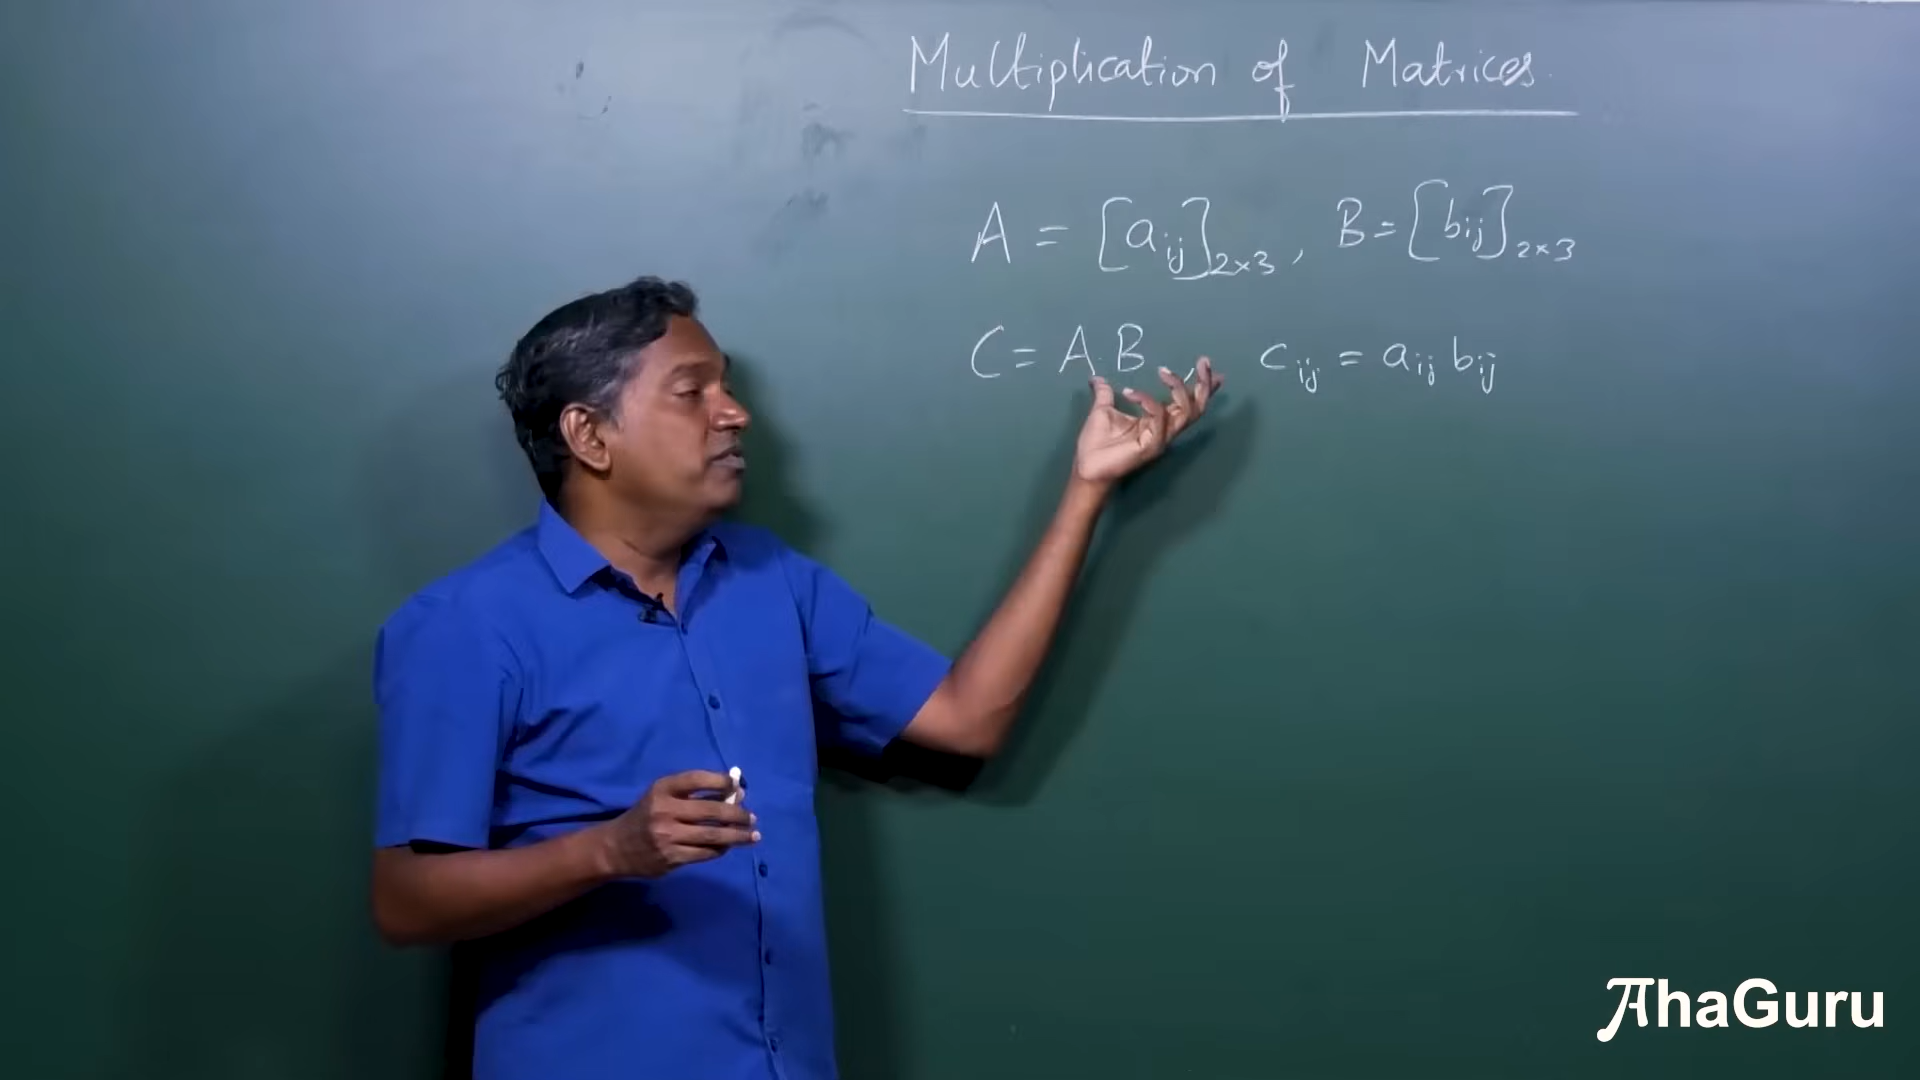 Multiplication of Matrices
A = [aij]2×3, B = [bij]2×3
C = A.B, cij = aij bij
AhaGuru